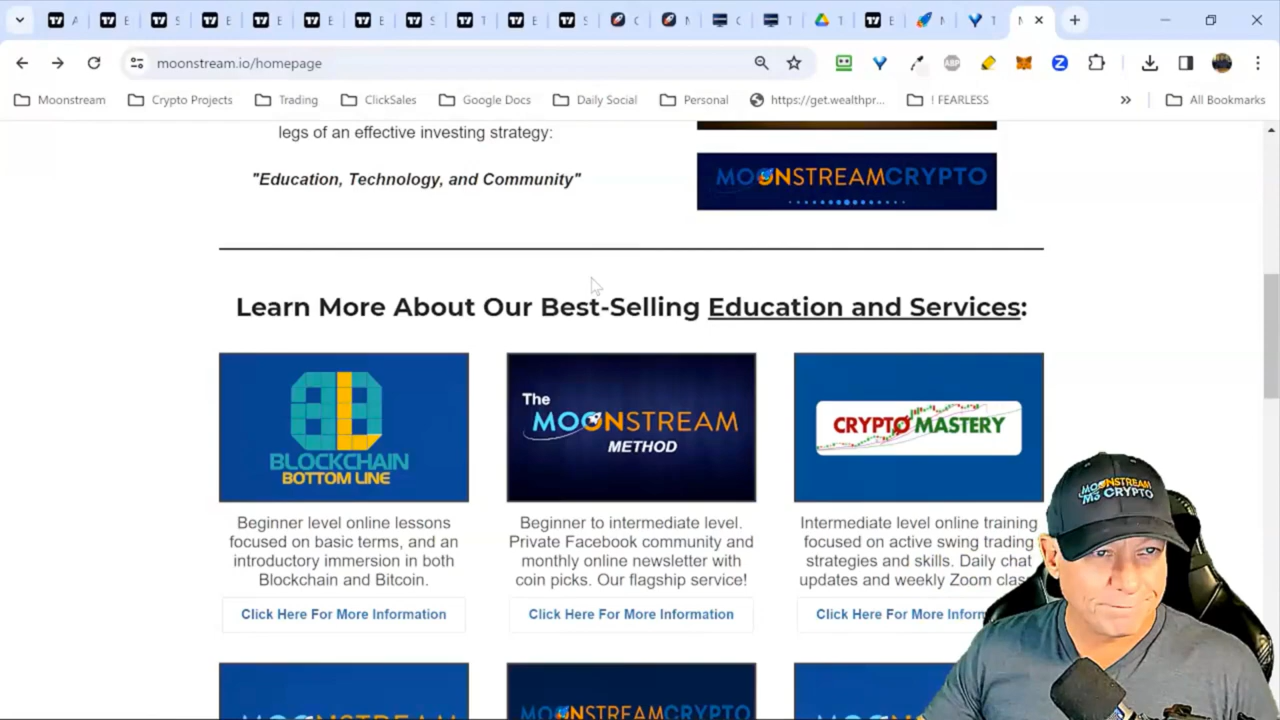 moonstream.io/homepage
Moonstream
Crypto Projects
Trading
ClickSales
Google Docs
Daily Social
Personal
https://get.wealthpr...
! FEARLESS
All Bookmarks
legs of an effective investing strategy:
"Education, Technology, and Community"
MOONSTREAMCRYPTO
Learn More About Our Best-Selling Education and Services:
BLOCKCHAIN
BOTTOM LINE
The
MOONSTREAM
METHOD
CRYPTO MASTERY
Beginner level online lessons
focused on basic terms, and an
introductory immersion in both
Blockchain and Bitcoin.
Click Here For More Information
Beginner to intermediate level.
Private Facebook community and
monthly online newsletter with
coin picks. Our flagship service!
Click Here For More Information
Intermediate level online training
focused on active swing trading
strategies and skills. Daily chat
updates and weekly Zoom clas
Click Here For More Inform
MOONSTREAM
M3 CRYPTO
MOONSTREAMCRYPTO